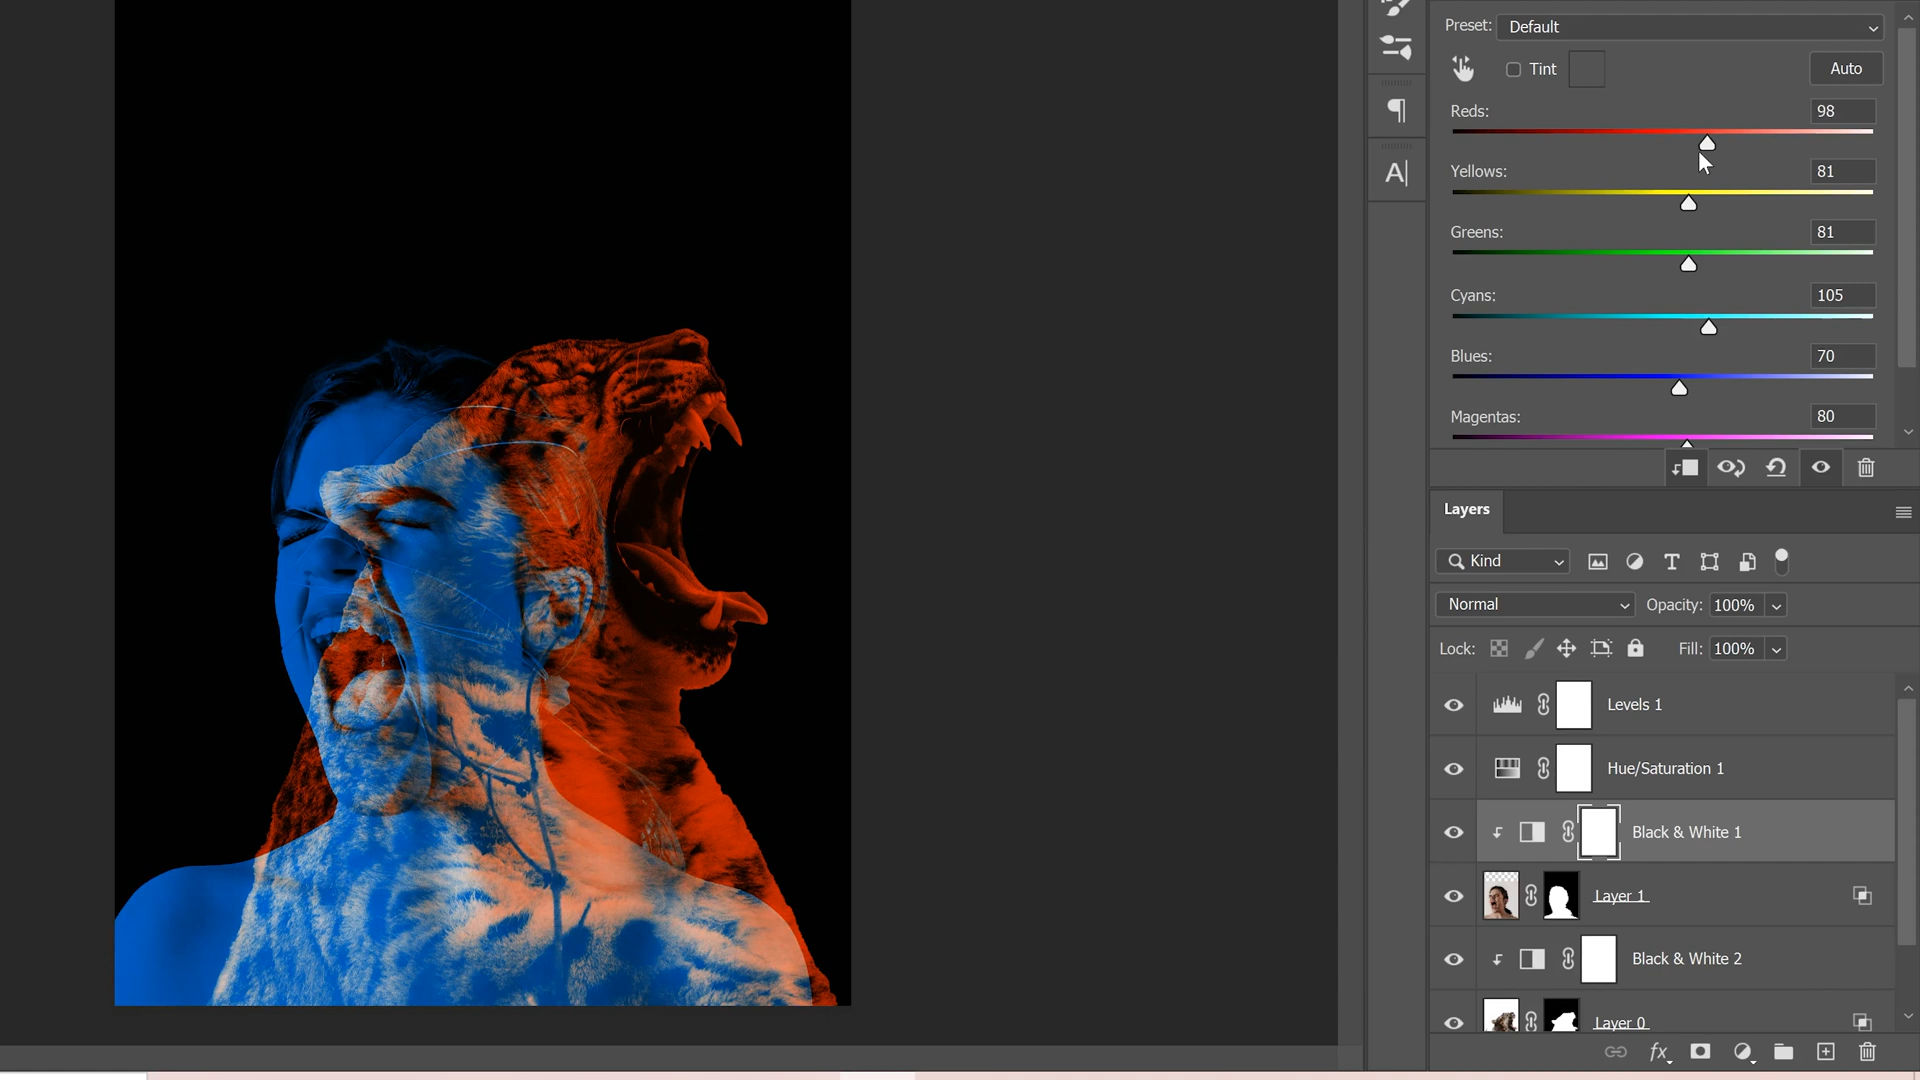 Preset: Default
Tint Auto
Reds: 98
Yellows: 81
Greens: 81
Cyans: 105
Blues: 70
Magentas: 80
Layers
Kind
Normal Opacity: 100%
Lock: Fill: 100%
Levels 1
Hue/Saturation 1
Black & White 1
Layer 1
Black & White 2
Layer 0